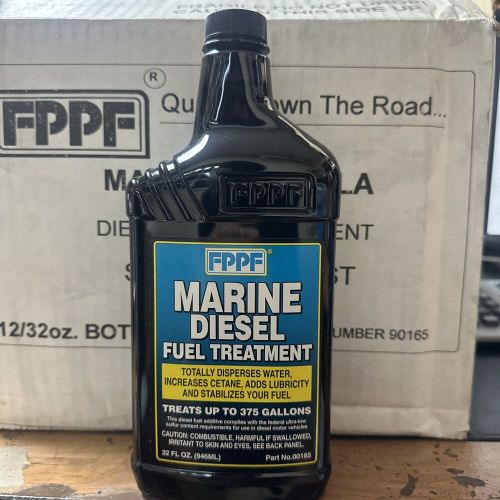 FPPF ®
Qu own The Road...
MA LA
DIE ENT
S ST
12/32oz. BOT UMBER 90165
FPPF
FPPF®
MARINE
DIESEL
FUEL TREATMENT
TOTALLY DISPERSES WATER,
INCREASES CETANE, ADDS LUBRICITY
AND STABILIZES YOUR FUEL
TREATS UP TO 375 GALLONS
This diesel fuel additive complies with the federal ultra-low
sulfur content requirements for use in diesel motor vehicles
CAUTION: COMBUSTIBLE, HARMFUL IF SWALLOWED,
IRRITANT TO SKIN AND EYES, SEE BACK PANEL.
32 FL OZ. (946ML) Part No.00165